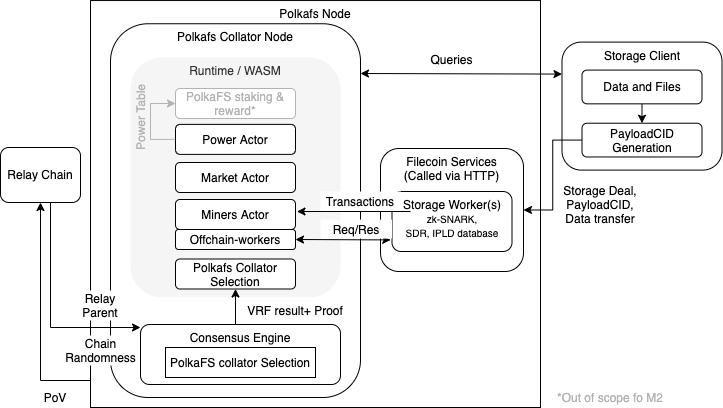 Polkafs Node
Polkafs Collator Node
Runtime / WASM
Power Table
PolkaFS staking &
reward*
Power Actor
Market Actor
Miners Actor
Offchain-workers
Polkafs Collator
Selection
VRF result+ Proof
Consensus Engine
PolkaFS collator Selection
Relay Chain
Relay
Parent
Chain
Randomness
PoV
Queries
Filecoin Services
(Called via HTTP)
Storage Worker(s)
zk-SNARK,
SDR, IPLD database
Transactions
Req/Res
Storage Client
Data and Files
PayloadCID
Generation
Storage Deal,
PayloadCID,
Data transfer
*Out of scope fo M2